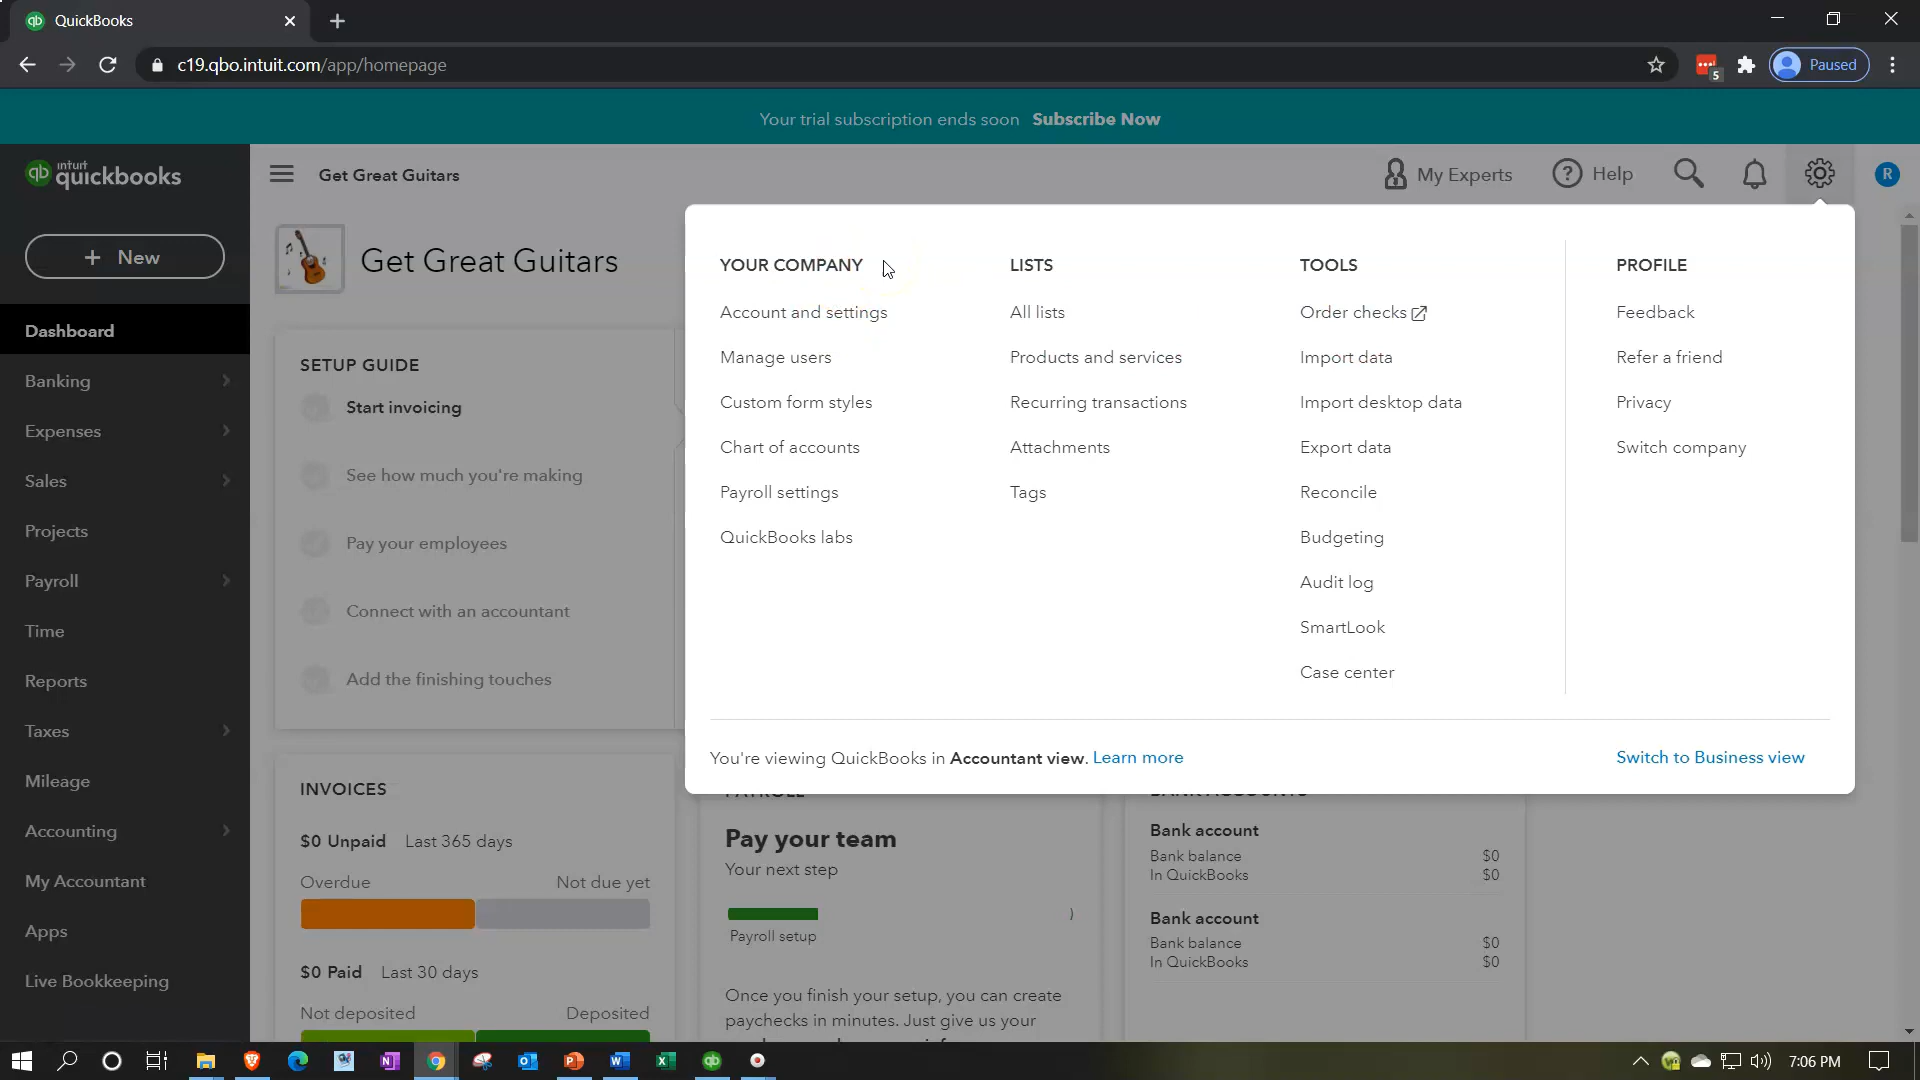 QuickBooks
c19.qbo.intuit.com/app/homepage
5
Paused
Your trial subscription ends soon Subscribe Now
qb intuit quickbooks
Get Great Guitars
My Experts
Help
R
+ New
Get Great Guitars
Dashboard
Banking
Expenses
Sales
Projects
Payroll
Time
Reports
Taxes
Mileage
Accounting
My Accountant
Apps
Live Bookkeeping
SETUP GUIDE
Start invoicing
See how much you're making
Pay your employees
Connect with an accountant
Add the finishing touches
YOUR COMPANY
Account and settings
Manage users
Custom form styles
Chart of accounts
Payroll settings
QuickBooks labs
LISTS
All lists
Products and services
Recurring transactions
Attachments
Tags
TOOLS
Order checks
Import data
Import desktop data
Export data
Reconcile
Budgeting
Audit log
SmartLook
Case center
PROFILE
Feedback
Refer a friend
Privacy
Switch company
You're viewing QuickBooks in Accountant view. Learn more
Switch to Business view
INVOICES
$0 Unpaid Last 365 days
Overdue Not due yet
$0 Paid Last 30 days
Not deposited Deposited
PAYROLL
Pay your team
Your next step
Payroll setup
Once you finish your setup, you can create
paychecks in minutes. Just give us your
BANK ACCOUNTS
Bank account
Bank balance $0
In QuickBooks $0
Bank account
Bank balance $0
In QuickBooks $0
7:06 PM